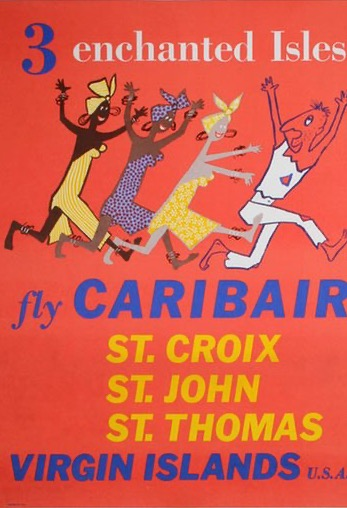 3 enchanted Isles
fly CARIBAIR
ST. CROIX
ST. JOHN
ST. THOMAS
VIRGIN ISLANDS U.S.A.